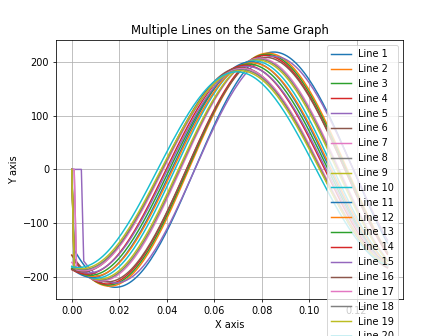 Multiple Lines on the Same Graph
200
100
0
−100
−200
Y axis
0.00
0.02
0.04
0.06
0.08
0.10
X axis
Line 1
Line 2
Line 3
Line 4
Line 5
Line 6
Line 7
Line 8
Line 9
Line 10
Line 11
Line 12
Line 13
Line 14
Line 15
Line 16
Line 17
Line 18
Line 19
Line 20